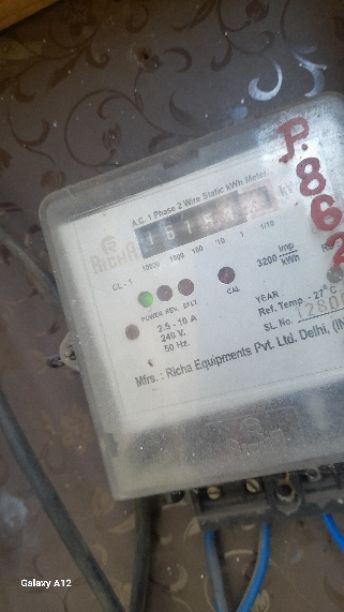 A.C. 1 Phase 2 Wire Static kWh Meter
RICHA
10000 1000 100 10 1 1/10
CL - 1
3200 imp/kWh
POWER REV. EFLT
CAL
2.5 - 10 A
240 V.
50 Hz.
YEAR :
Ref. Temp. - 27° C
SL. No.
Mfrs. : Richa Equipments Pvt. Ltd. Delhi,
P.
862
Galaxy A12